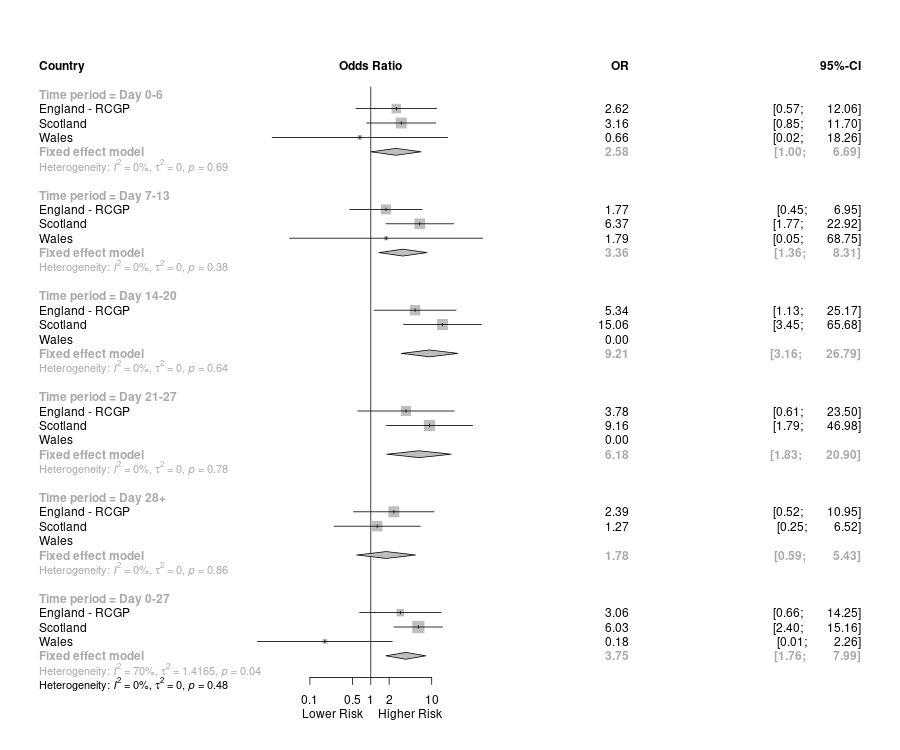 Country Odds Ratio OR 95%-CI
Time period = Day 0-6
England - RCGP 2.62 [0.57; 12.06]
Scotland 3.16 [0.85; 11.70]
Wales 0.66 [0.02; 18.26]
Fixed effect model 2.58 [1.00; 6.69]
Heterogeneity: I² = 0%, τ² = 0, p = 0.69
Time period = Day 7-13
England - RCGP 1.77 [0.45; 6.95]
Scotland 6.37 [1.77; 22.92]
Wales 1.79 [0.05; 68.75]
Fixed effect model 3.36 [1.36; 8.31]
Heterogeneity: I² = 0%, τ² = 0, p = 0.38
Time period = Day 14-20
England - RCGP 5.34 [1.13; 25.17]
Scotland 15.06 [3.45; 65.68]
Wales 0.00
Fixed effect model 9.21 [3.16; 26.79]
Heterogeneity: I² = 0%, τ² = 0, p = 0.64
Time period = Day 21-27
England - RCGP 3.78 [0.61; 23.50]
Scotland 9.16 [1.79; 46.98]
Wales 0.00
Fixed effect model 6.18 [1.83; 20.90]
Heterogeneity: I² = 0%, τ² = 0, p = 0.78
Time period = Day 28+
England - RCGP 2.39 [0.52; 10.95]
Scotland 1.27 [0.25; 6.52]
Wales
Fixed effect model 1.78 [0.59; 5.43]
Heterogeneity: I² = 0%, τ² = 0, p = 0.86
Time period = Day 0-27
England - RCGP 3.06 [0.66; 14.25]
Scotland 6.03 [2.40; 15.16]
Wales 0.18 [0.01; 2.26]
Fixed effect model 3.75 [1.76; 7.99]
Heterogeneity: I² = 70%, τ² = 1.4165, p = 0.04
Heterogeneity: I² = 0%, τ² = 0, p = 0.48
0.1 0.5 1 2 10
Lower Risk Higher Risk